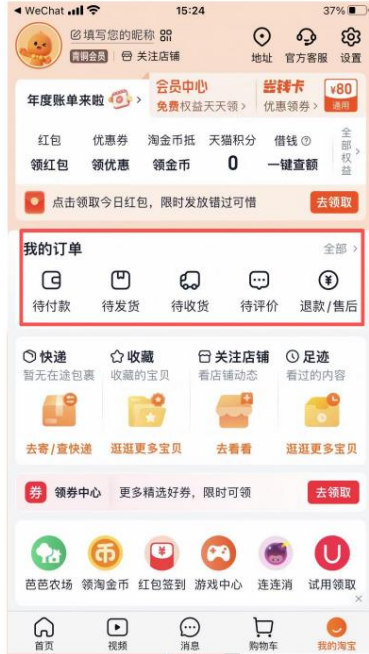 WeChat 15:24 37%
填写您的昵称
青铜会员 关注店铺
地址 官方客服 设置
年度账单来啦
会员中心
免费权益天天领
尝钱卡
优惠领券
¥80
通用
红包 优惠券 淘金币抵 天猫积分 借钱
领红包 领优惠 领金币 0 一键查额
全部权益
点击领取今日红包，限时发放错过可惜 去领取
我的订单 全部
待付款 待发货 待收货 待评价 退款/售后
快递 收藏 关注店铺 足迹
暂无在途包裹 收藏的宝贝 看店铺动态 看过的内容
去寄/查快递 逛逛更多宝贝 去看看 逛逛更多宝贝
券 领券中心 更多精选好券，限时可领 去领取
芭芭农场 领淘金币 红包签到 游戏中心 连连消 试用领取
首页 视频 消息 购物车 我的淘宝